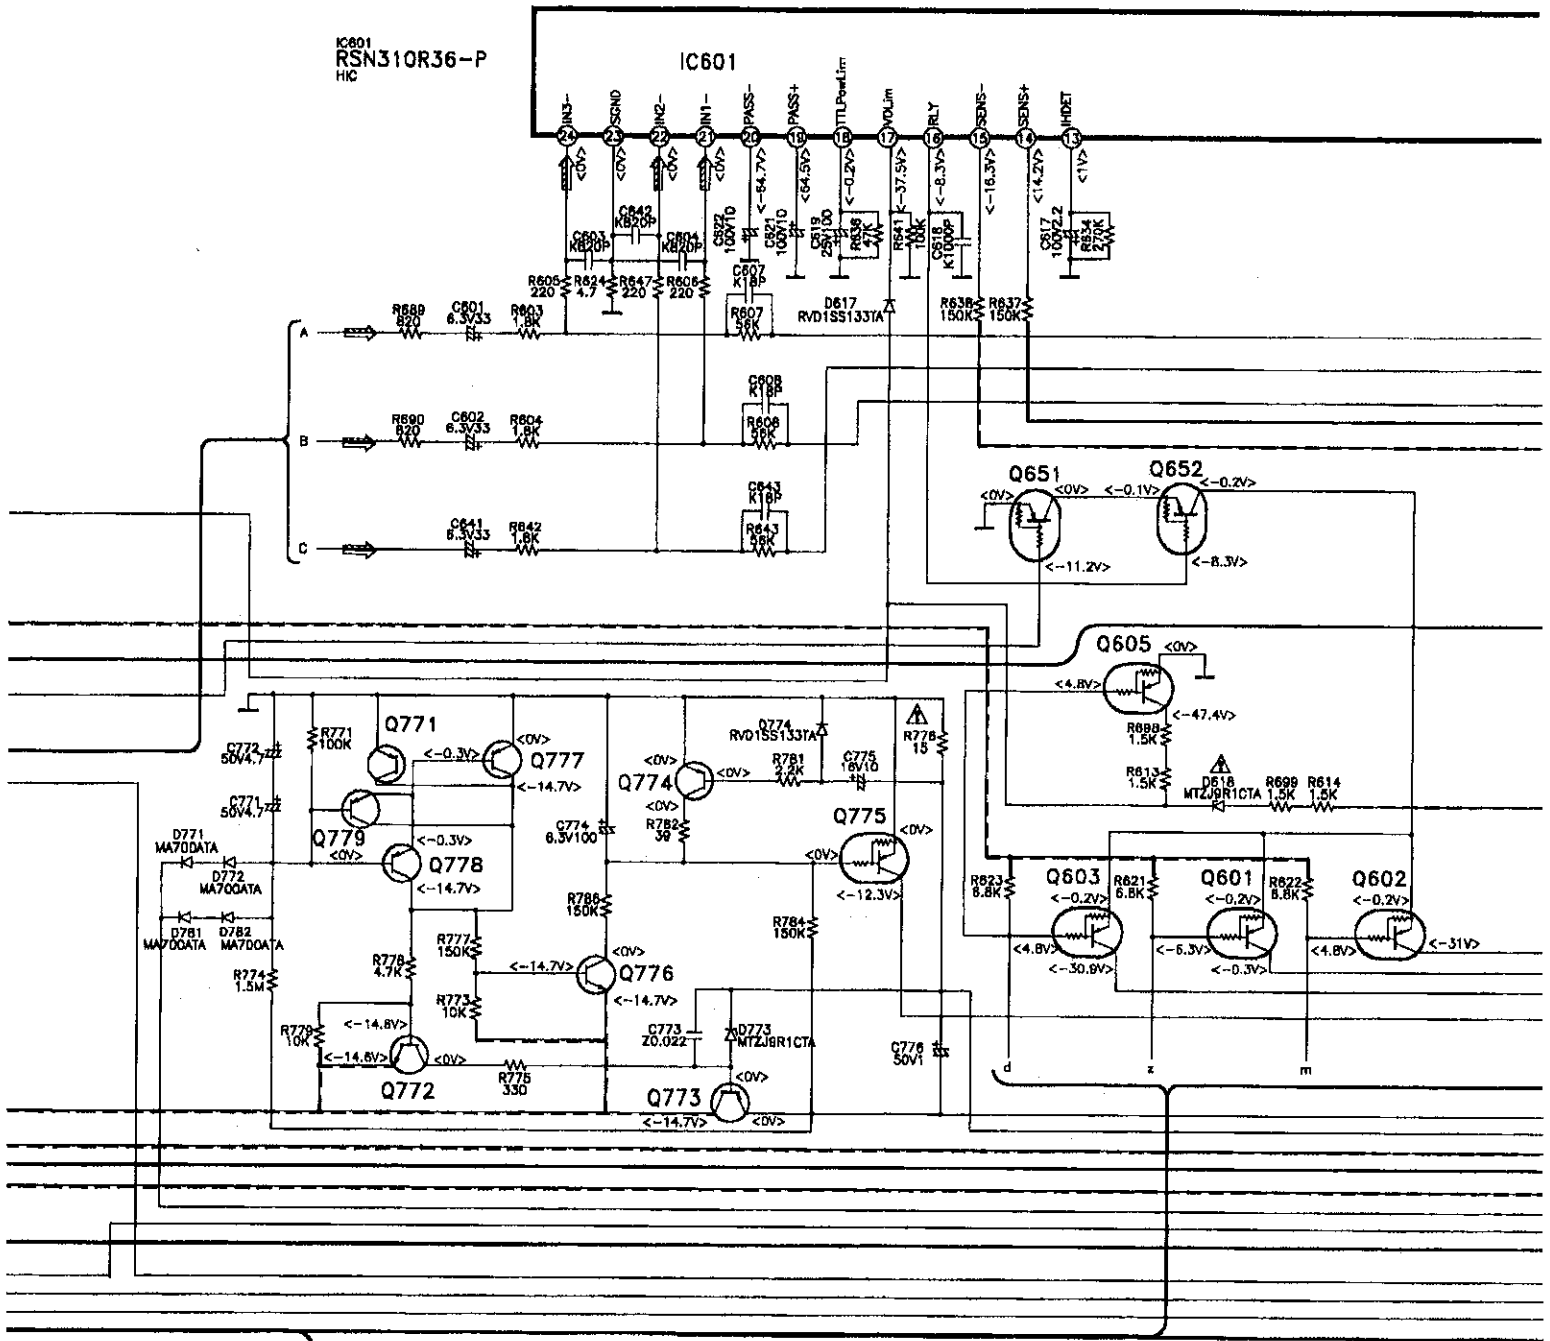 IC601
RSN310R36-P
HIC
IC601
IN3-
SGND
IN2-
IN1-
PASS-
PASS+
TTLPowLim
VDLim
RLY
SENS-
SENS+
IHDET
24
23
22
21
20
19
18
17
16
15
14
13
<0V>
<0V>
<0V>
<0V>
<-54.7V>
<54.5V>
<-0.2V>
<-37.5V>
<-8.3V>
<-16.3V>
<14.2V>
<1V>
C642
K820P
C603
K820P
C604
K820P
C622
100V10
C621
100V10
C619
25V100
R636
47K
R641
100K
C618
K1000P
C617
100V2.2
R634
270K
R605
220
R624
4.7
R647
220
R606
220
C607
K18P
R607
56K
D617
RVD1SS133TA
R638
150K
R637
150K
A
R689
820
C601
6.3V33
R603
1.8K
C608
K18P
R608
56K
B
R690
820
C602
6.3V33
R604
1.8K
C643
K18P
R643
56K
C
C641
6.3V33
R642
1.8K
Q651
<0V>
<0V>
<-11.2V>
Q652
<-0.1V>
<-0.2V>
<-8.3V>
Q605
<0V>
<4.8V>
<-47.4V>
R698
1.5K
R613
1.5K
D618
MTZJ9R1CTA
R699
1.5K
R614
1.5K
C772
50V4.7
R771
100K
Q771
<-0.3V>
<0V>
Q777
<-14.7V>
C771
50V4.7
Q779
<0V>
<-0.3V>
Q778
<-14.7V>
D771
MA700ATA
D772
MA700ATA
D781
MA700ATA
D782
MA700ATA
R774
1.5M
C774
6.3V100
Q774
<0V>
<0V>
R782
39
D774
RVD1SS133TA
R781
2.2K
C775
16V10
R776
15
Q775
<0V>
<0V>
<-12.3V>
R786
150K
R784
150K
R777
150K
R778
4.7K
R773
10K
<-14.7V>
<0V>
Q776
<-14.7V>
R779
10K
<-14.8V>
<-14.6V>
<0V>
Q772
R775
330
C773
Z0.022
D773
MTZJ9R1CTA
<0V>
Q773
<-14.7V>
<0V>
C776
50V1
R623
6.8K
Q603
<-0.2V>
<4.8V>
<-30.9V>
R621
6.8K
Q601
<-0.2V>
<-6.3V>
<-0.3V>
R622
6.8K
Q602
<-0.2V>
<4.8V>
<-31V>
d
z
m